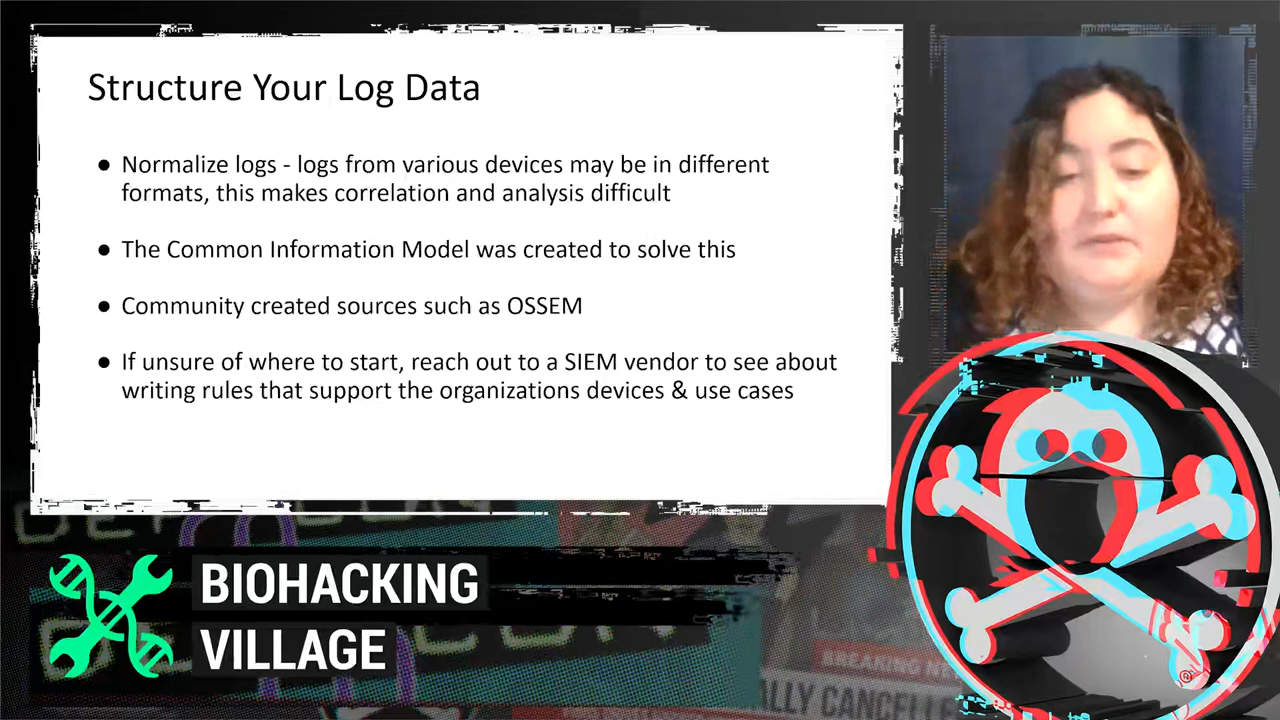 Structure Your Log Data
● Normalize logs - logs from various devices may be in different
formats, this makes correlation and analysis difficult
● The Common Information Model was created to solve this
● Community created sources such as OSSEM
● If unsure of where to start, reach out to a SIEM vendor to see about
writing rules that support the organizations devices & use cases
BIOHACKING
VILLAGE
BREAKING
ALLY CANCELLE
®